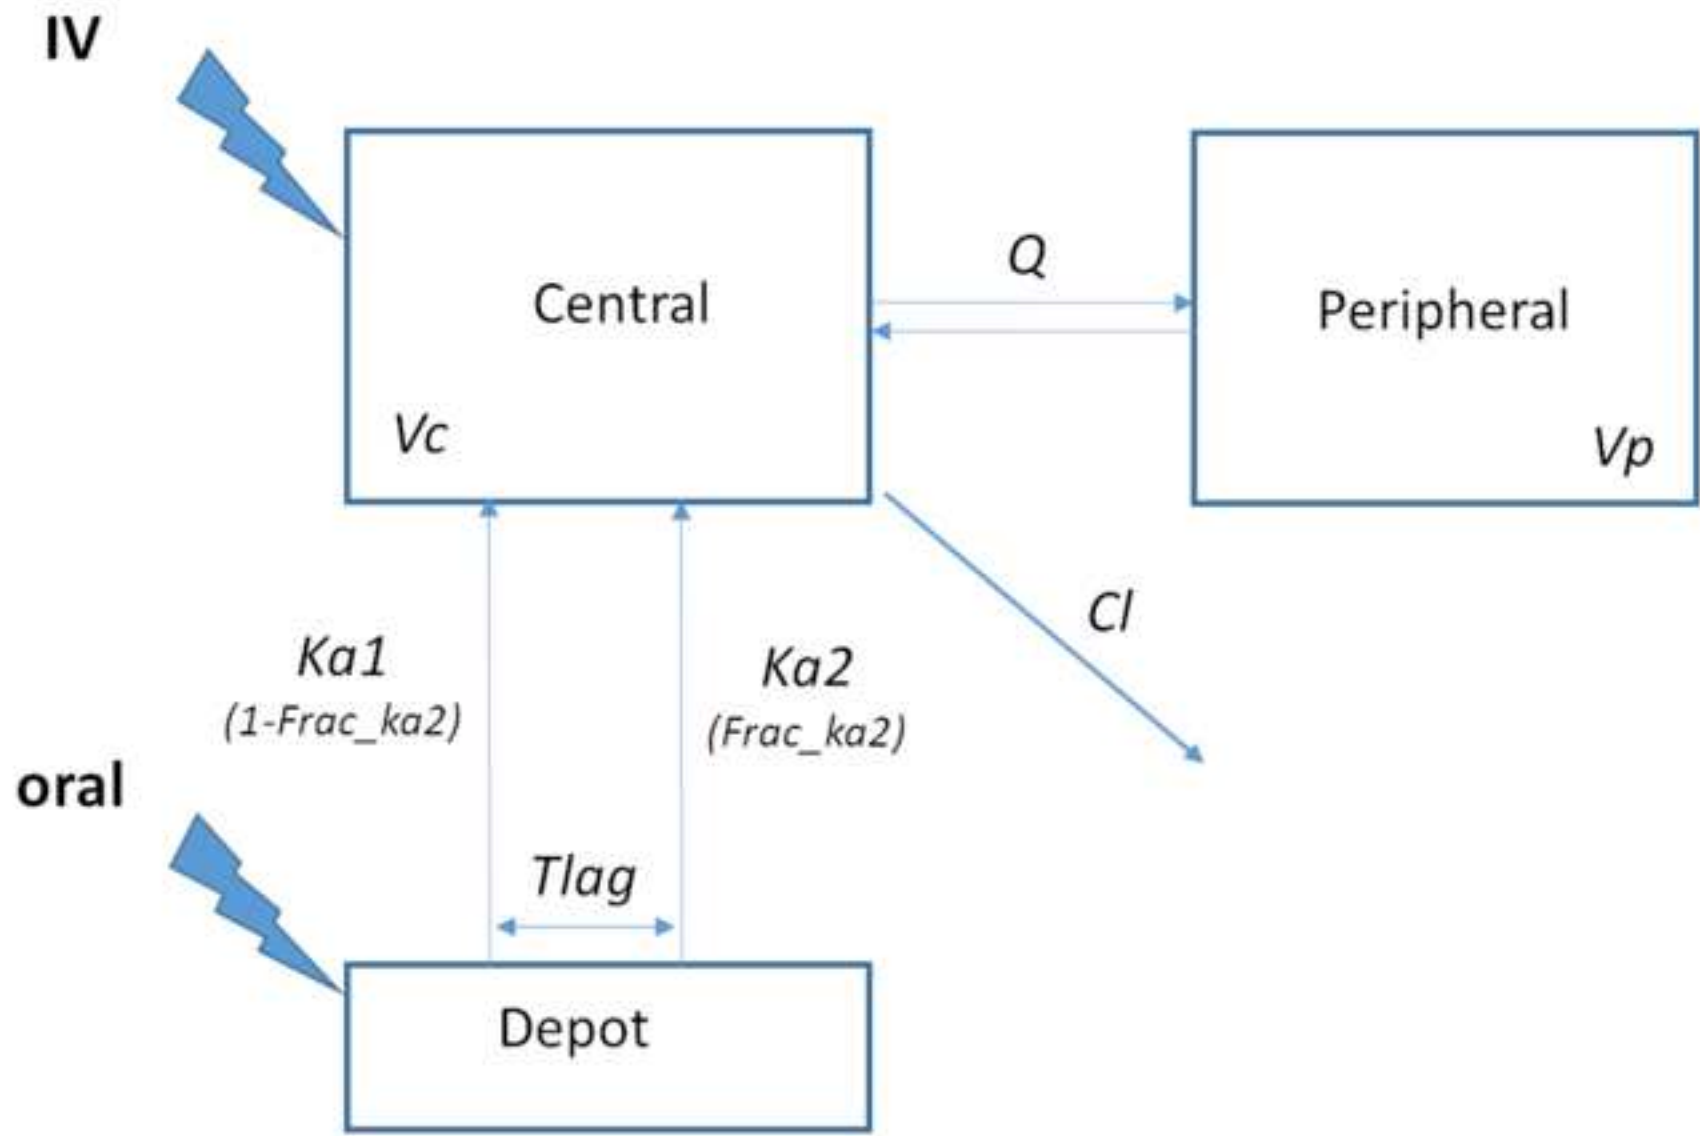 IV
Central
Vc
Q
Peripheral
Vp
Ka1
(1-Frac_ka2)
Ka2
(Frac_ka2)
Cl
oral
Tlag
Depot